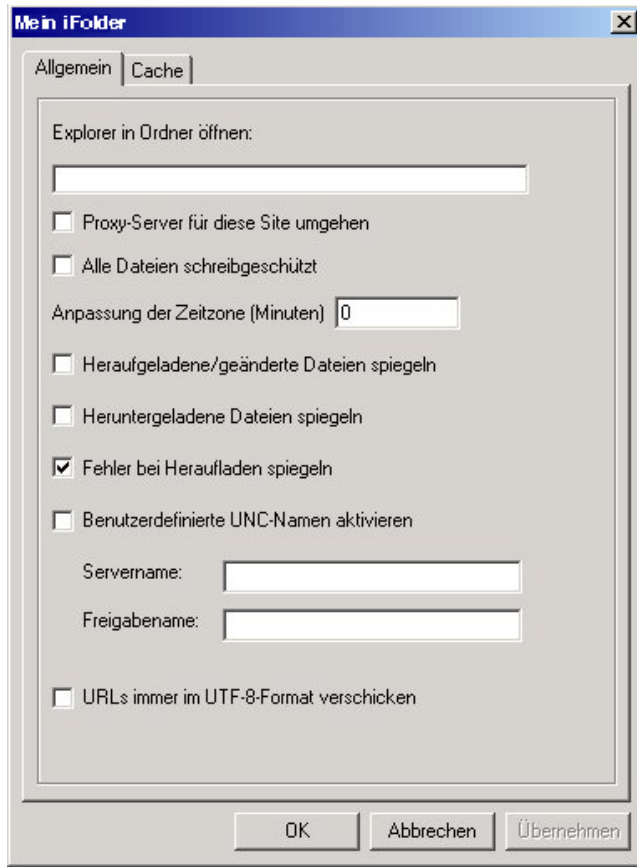 Mein iFolder
Allgemein Cache
Explorer in Ordner öffnen:
Proxy-Server für diese Site umgehen
Alle Dateien schreibgeschützt
Anpassung der Zeitzone (Minuten) 0
Heraufgeladene/geänderte Dateien spiegeln
Heruntergeladene Dateien spiegeln
Fehler bei Heraufladen spiegeln
Benutzerdefinierte UNC-Namen aktivieren
Servername:
Freigabename:
URLs immer im UTF-8-Format verschicken
OK Abbrechen Übernehmen